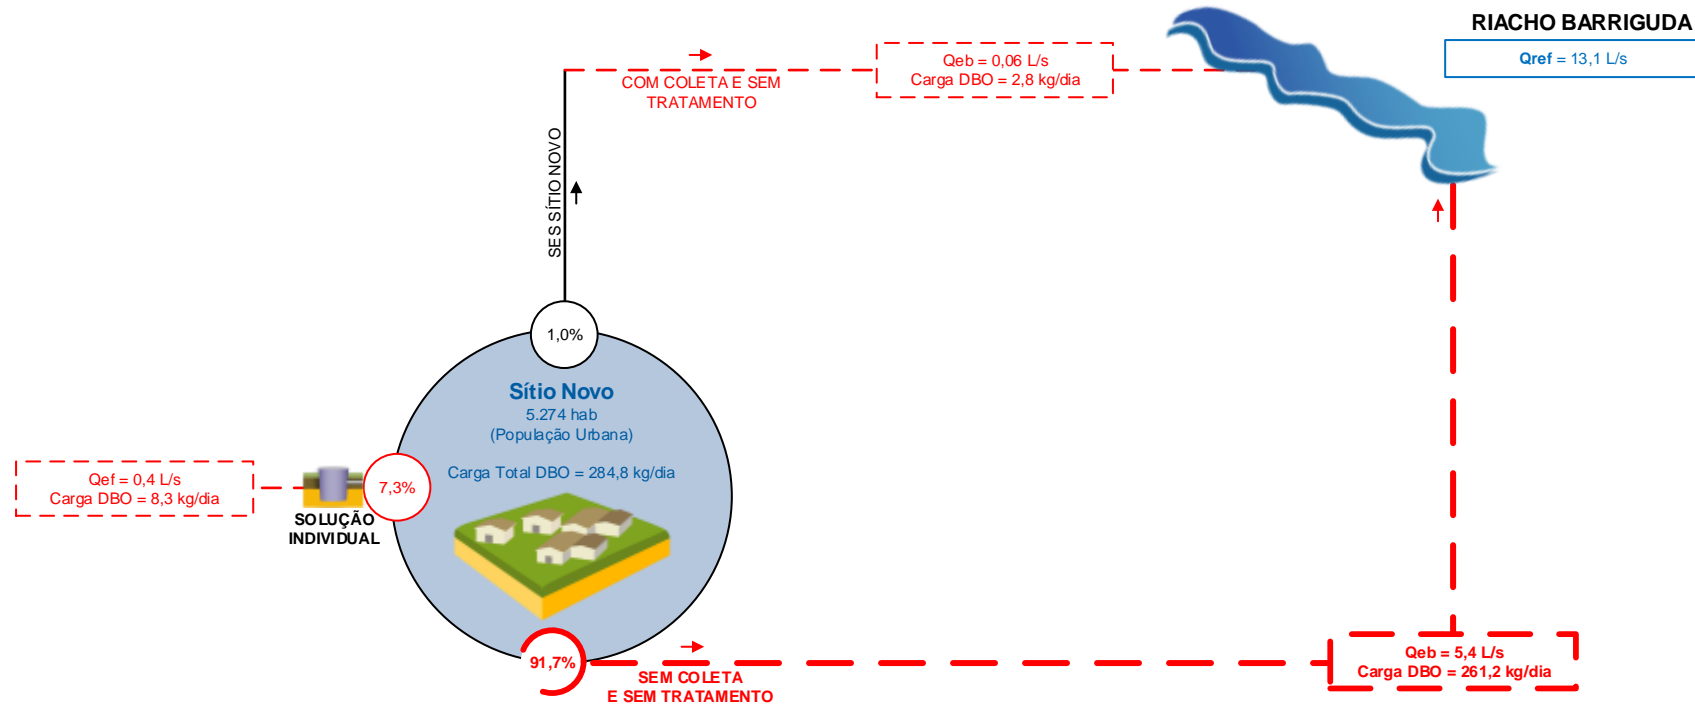 RIACHO BARRIGUDA
Qref = 13,1 L/s
Qeb = 0,06 L/s
Carga DBO = 2,8 kg/dia
COM COLETA E SEM
TRATAMENTO
SES SÍTIO NOVO
1,0%
Sítio Novo
5.274 hab
(População Urbana)
Carga Total DBO = 284,8 kg/dia
Qef = 0,4 L/s
Carga DBO = 8,3 kg/dia
7,3%
SOLUÇÃO
INDIVIDUAL
91,7%
SEM COLETA
E SEM TRATAMENTO
Qeb = 5,4 L/s
Carga DBO = 261,2 kg/dia